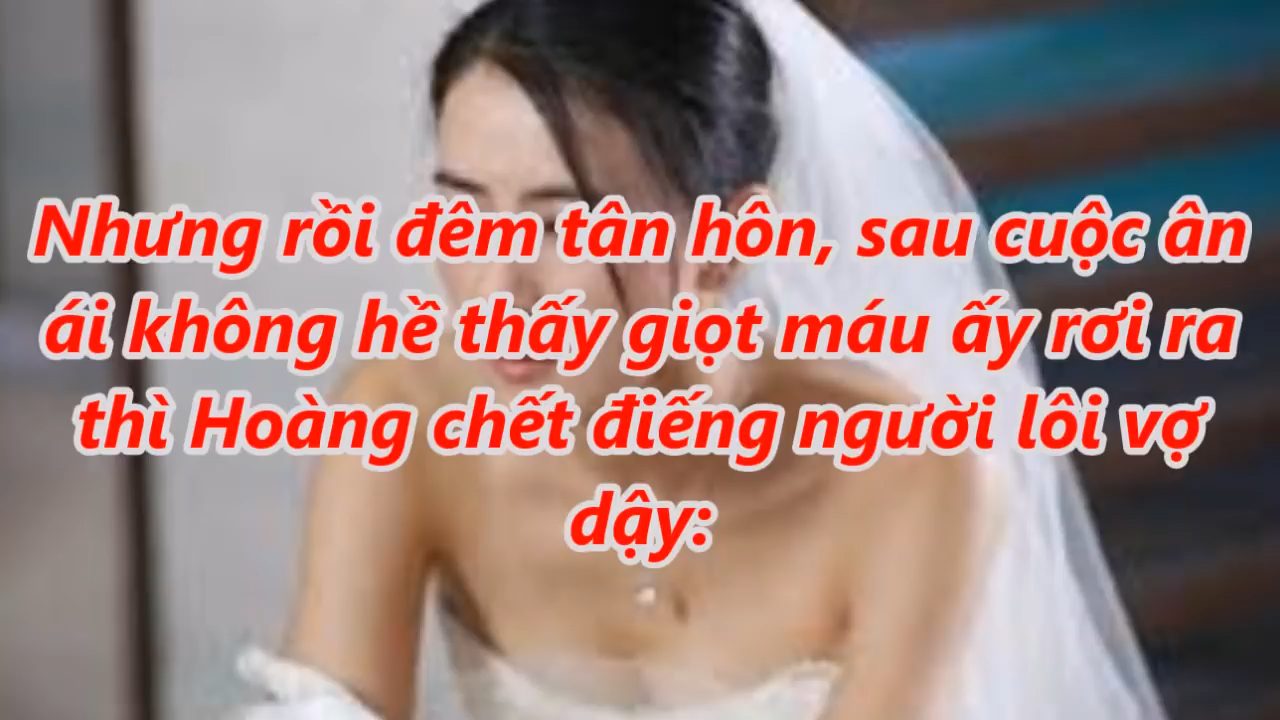 Nhưng rồi đêm tân hôn, sau cuộc ân
ái không hề thấy giọt máu ấy rơi ra
thì Hoàng chết điếng người lôi vợ
dậy: